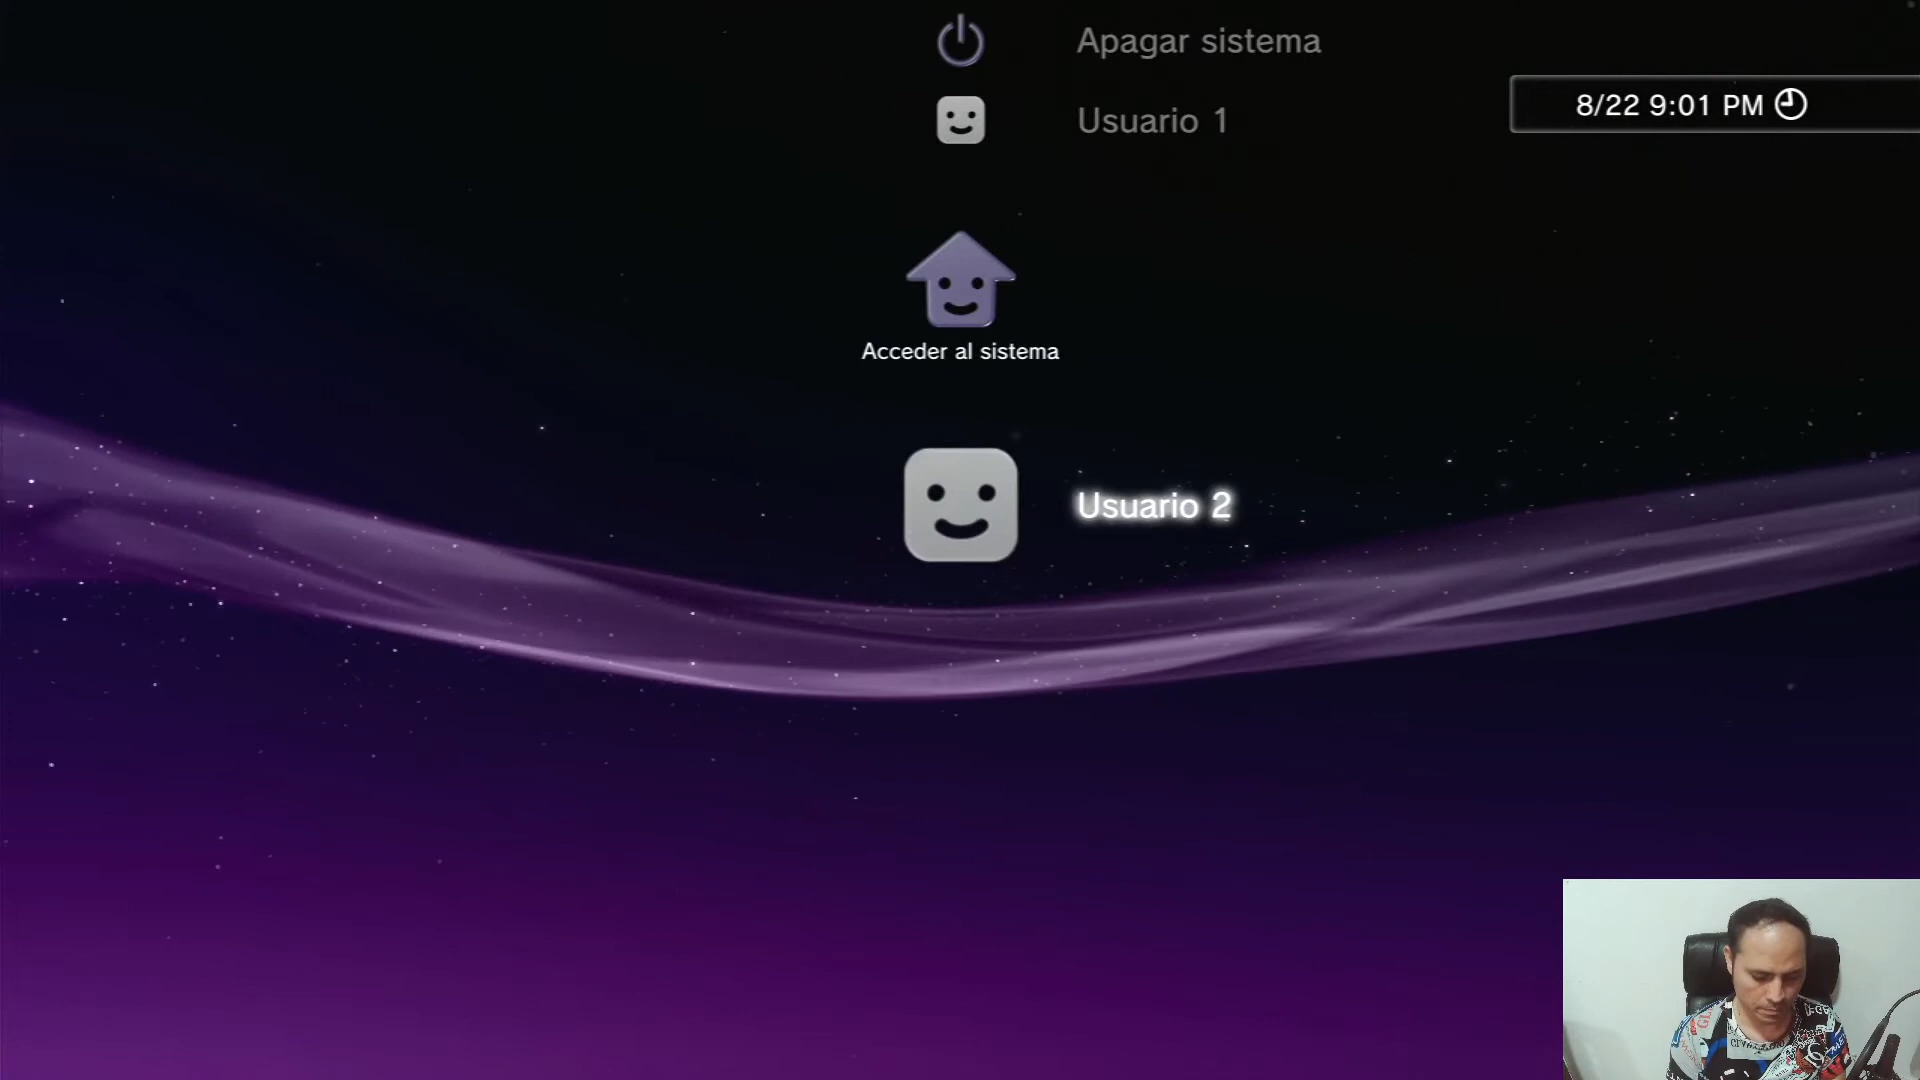 Apagar sistema
8/22 9:01 PM
Usuario 1
Acceder al sistema
Usuario 2